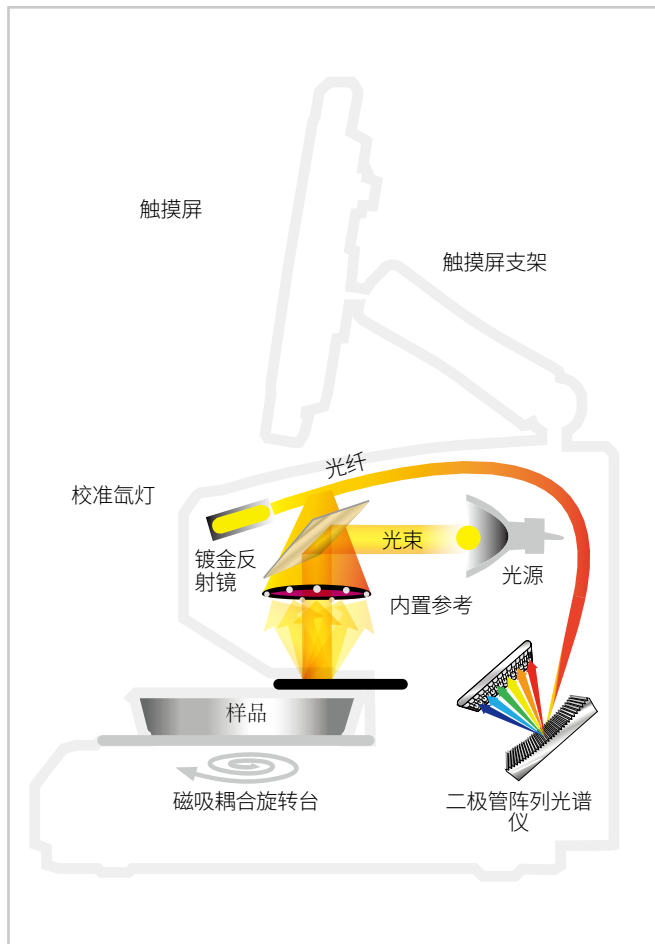 触摸屏
触摸屏支架
光纤
校准氙灯
光束
镀金反
射镜
光源
内置参考
样品
磁吸耦合旋转台
二极管阵列光谱
仪